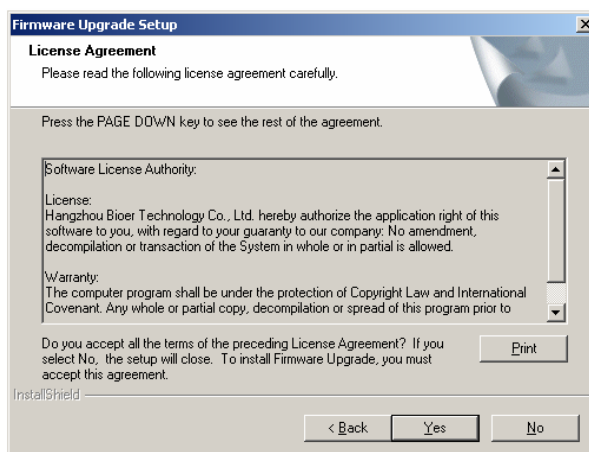 Firmware Upgrade Setup
License Agreement
Please read the following license agreement carefully.
Press the PAGE DOWN key to see the rest of the agreement.
Software License Authority:
License:
Hangzhou Bioer Technology Co., Ltd. hereby authorize the application right of this
software to you, with regard to your guaranty to our company: No amendment,
decompilation or transaction of the System in whole or in partial is allowed.
Warranty:
The computer program shall be under the protection of Copyright Law and International
Covenant. Any whole or partial copy, decompilation or spread of this program prior to
Do you accept all the terms of the preceding License Agreement? If you
select No, the setup will close. To install Firmware Upgrade, you must
accept this agreement.
Print
InstallShield
< Back
Yes
No